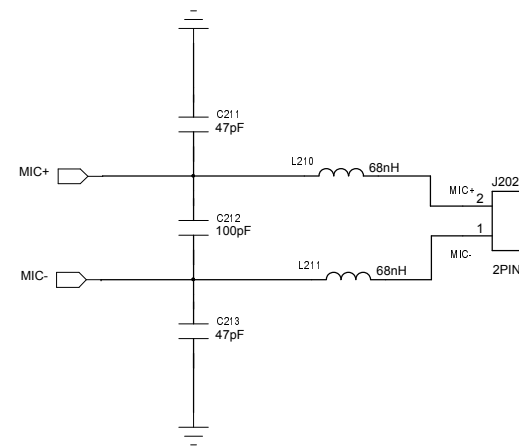 C211
47pF
L210
68nH
MIC+
J202
MIC+
2
C212
100pF
1
MIC-
L211
MIC-
68nH
2PIN
C213
47pF